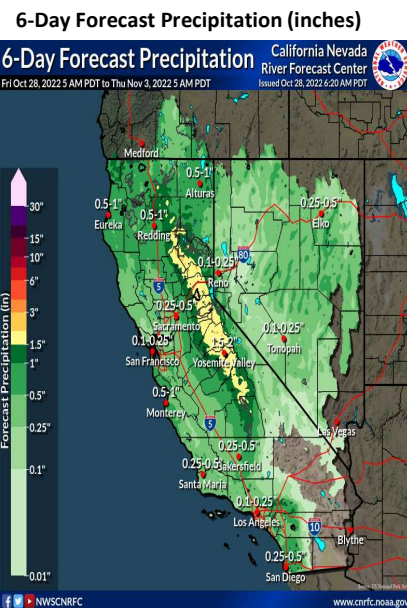 6-Day Forecast Precipitation (inches)
6-Day Forecast Precipitation
California Nevada
River Forecast Center
Fri Oct 28, 2022 5 AM PDT to Thu Nov 3, 2022 5 AM PDT
Issued Oct 28, 2022 6:20 AM PDT
Medford
0.5-1"
Alturas
0.5-1"
Eureka
0.5-1"
Redding
0.25-0.5"
Elko
80
0.1-0.25"
Reno
5
0.25-0.5"
Sacramento
0.1-0.25"
San Francisco
1.5-2"
Yosemite Valley
0.1-0.25"
Tonopah
0.5-1"
Monterey
5
Las Vegas
0.25-0.5"
Bakersfield
0.25-0.5"
Santa Maria
0.1-0.25"
Los Angeles
10
Blythe
0.25-0.5"
San Diego
Forecast Precipitation (in)
30"
15"
10"
6"
3"
1.5"
1"
0.5"
0.25"
0.1"
0.01"
NWSCNRFC
www.cnrfc.noaa.gov